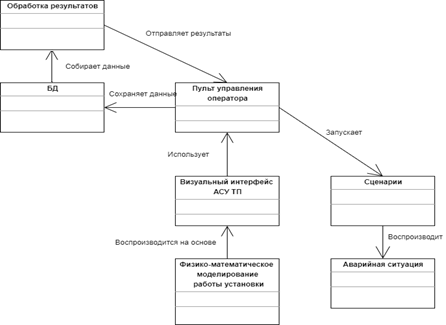 Обработка результатов
Отправляет результаты
Собирает данные
БД
Сохраняет данные
Пульт управления
оператора
Запускает
Использует
Визуальный интерфейс
АСУ ТП
Сценарии
Воспроизводится на основе
Воспроизводит
Физико-математическое
моделирование
работы установки
Аварийная ситуация